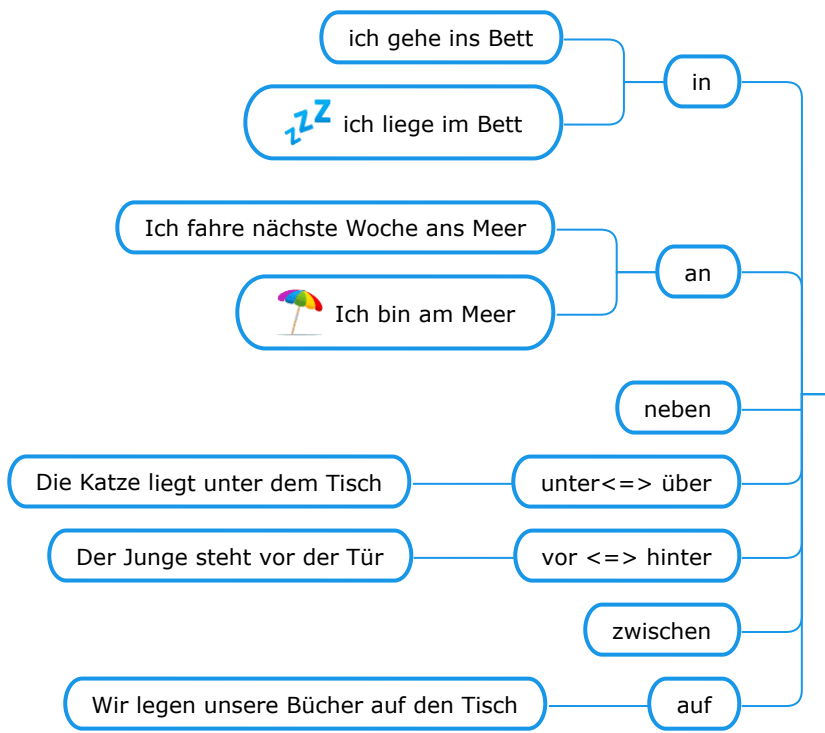 ich gehe ins Bett
in
ich liege im Bett
Ich fahre nächste Woche ans Meer
an
Ich bin am Meer
neben
Die Katze liegt unter dem Tisch
unter<=> über
Der Junge steht vor der Tür
vor <=> hinter
zwischen
Wir legen unsere Bücher auf den Tisch
auf